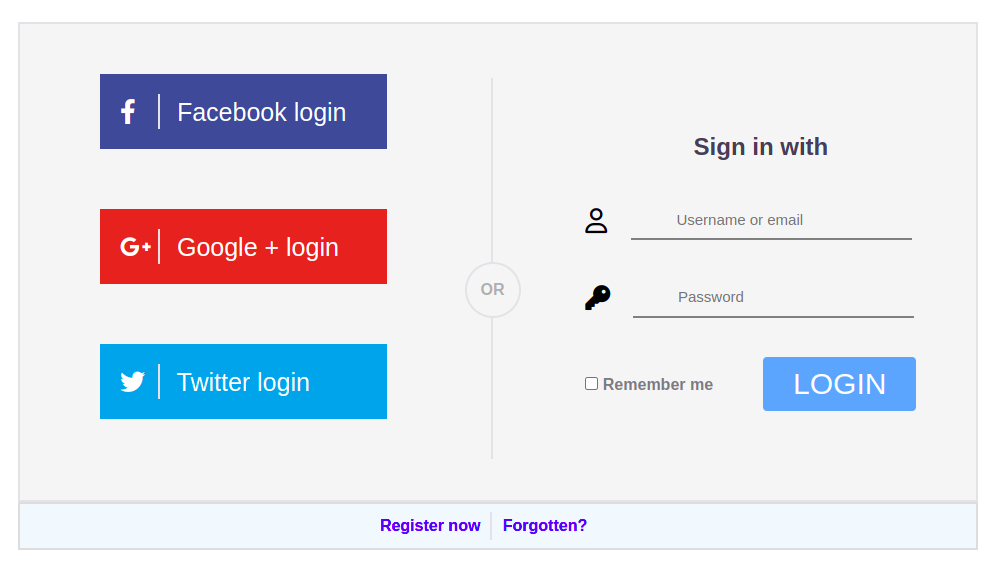 Facebook login
Google + login
Twitter login
OR
Sign in with
Username or email
Password
Remember me
LOGIN
Register now
Forgotten?